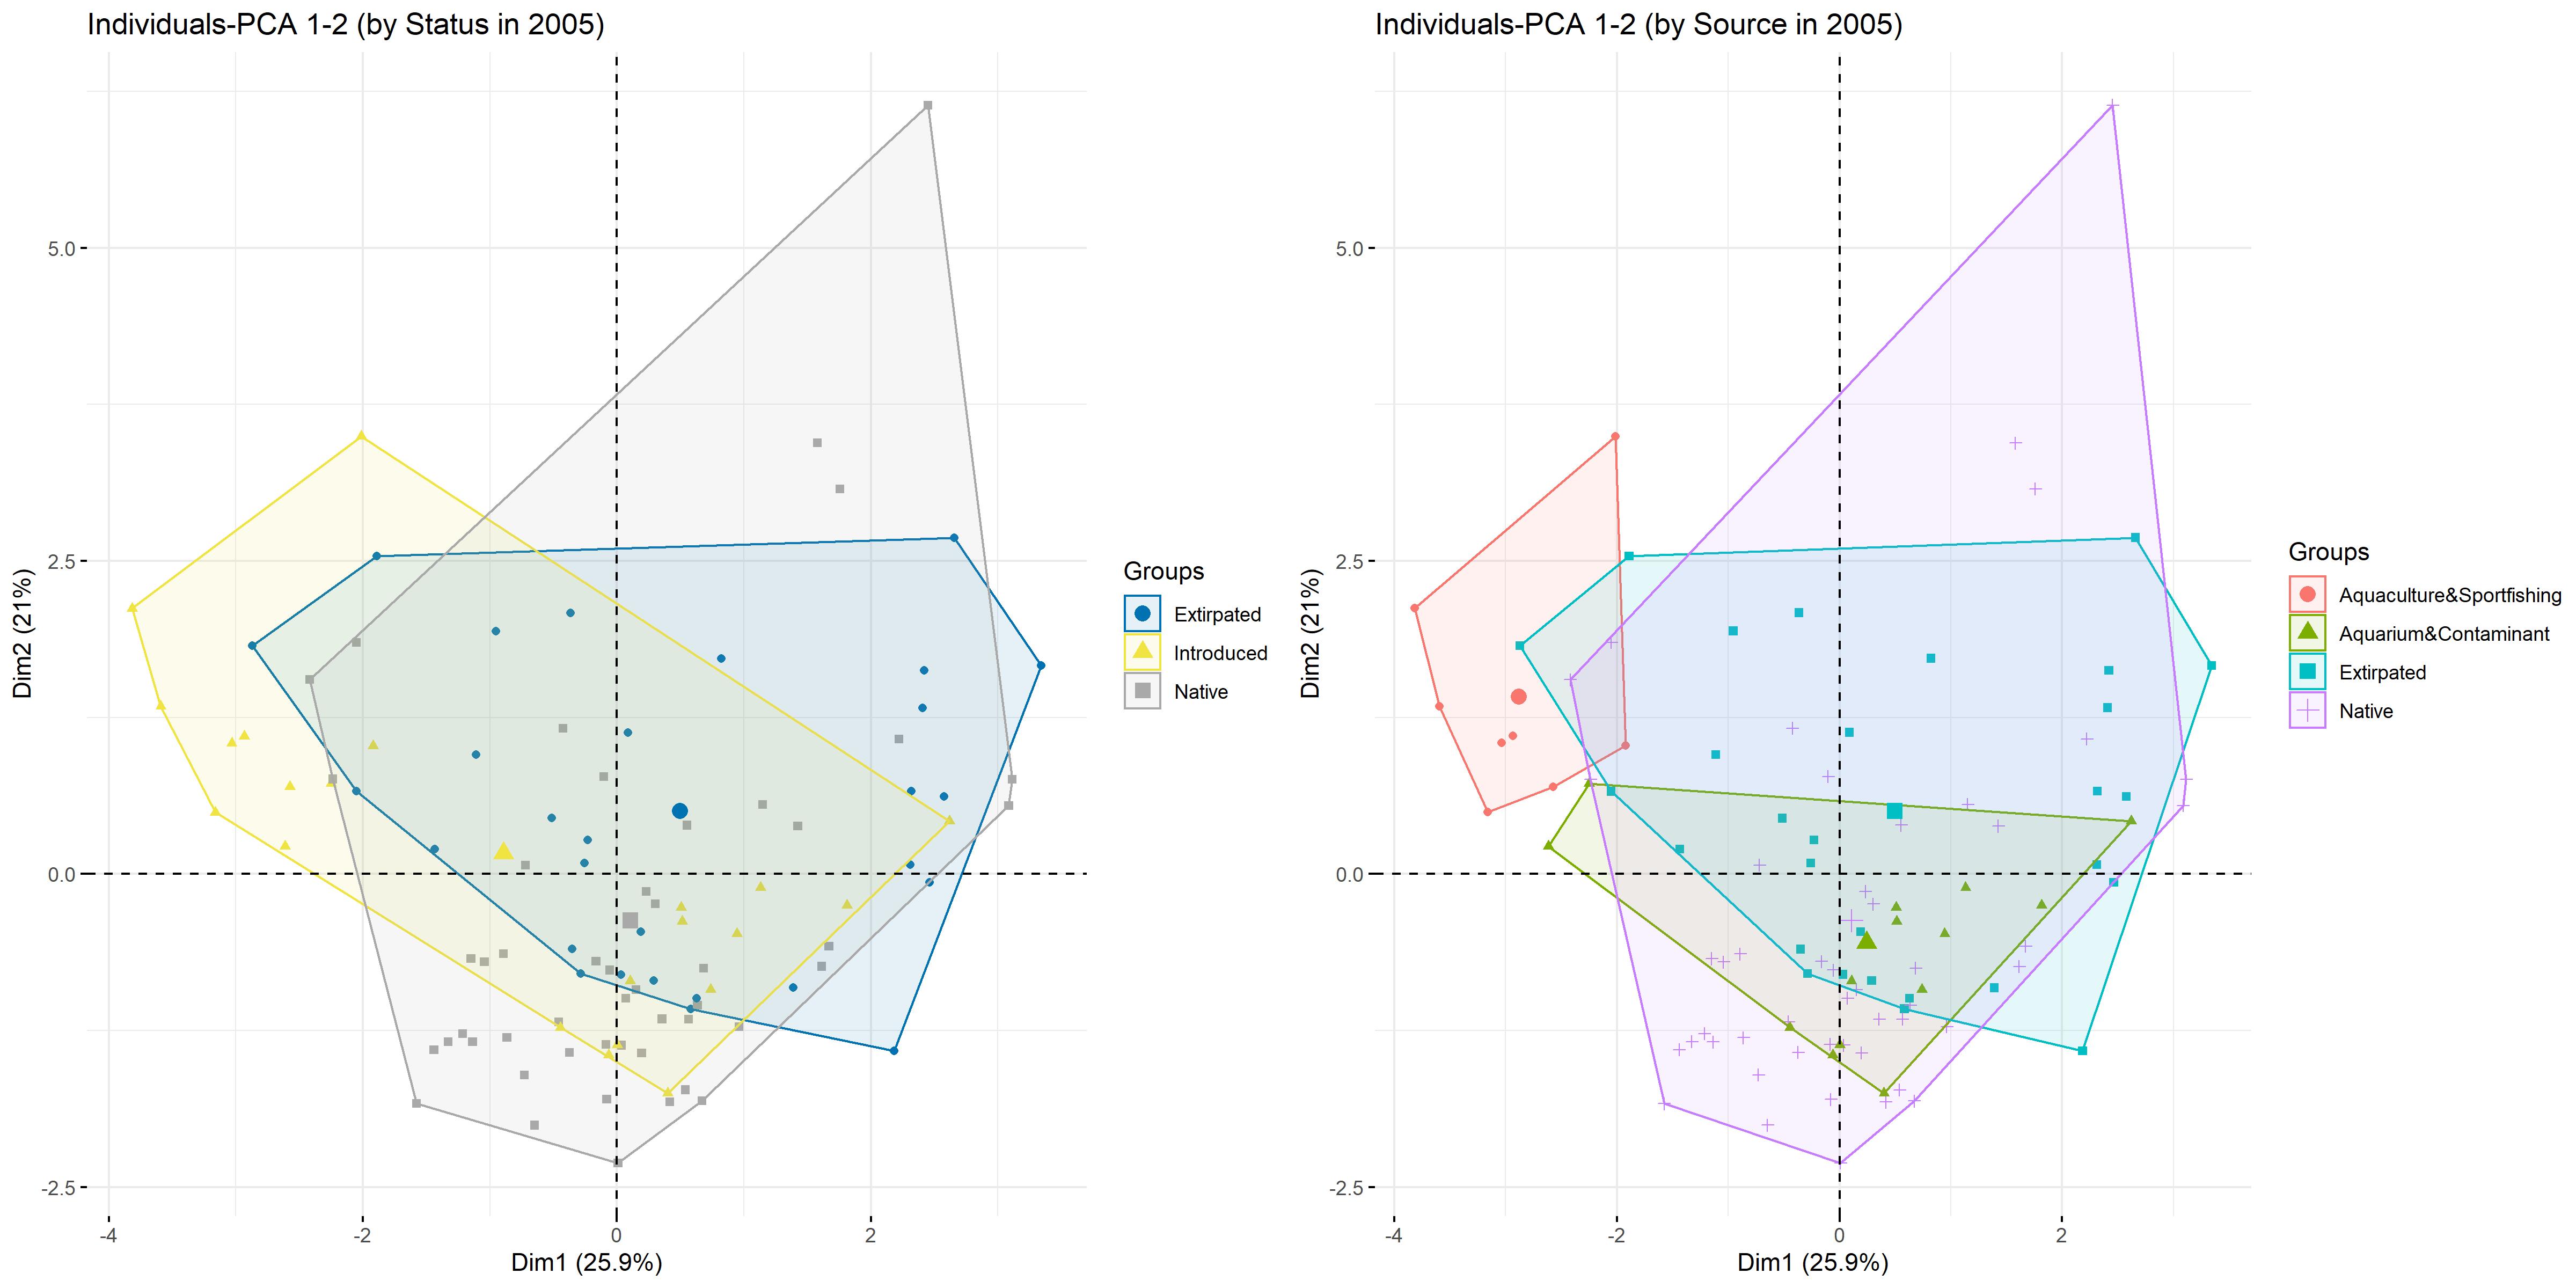 Individuals-PCA 1-2 (by Status in 2005)
Dim2 (21%)
5.0
2.5
0.0
-2.5
-4
-2
0
2
Dim1 (25.9%)
Groups
Extirpated
Introduced
Native
Individuals-PCA 1-2 (by Source in 2005)
Dim2 (21%)
5.0
2.5
0.0
-2.5
-4
-2
0
2
Dim1 (25.9%)
Groups
Aquaculture&Sportfishing
Aquarium&Contaminant
Extirpated
Native